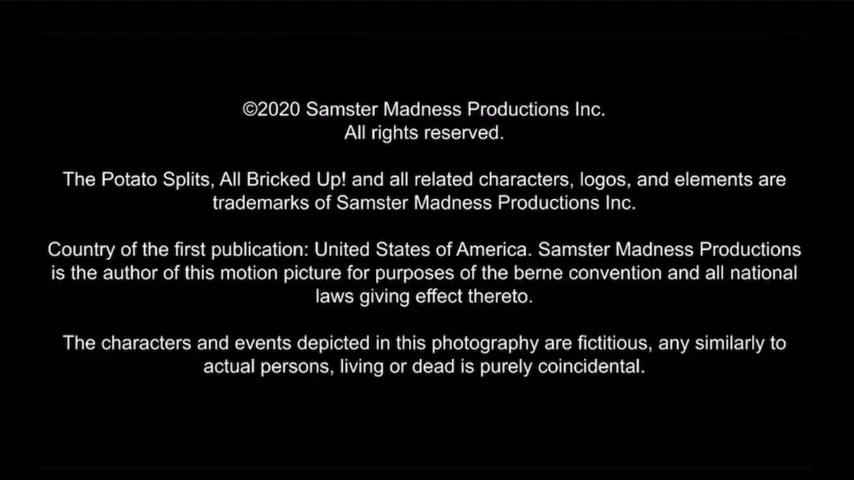 ©2020 Samster Madness Productions Inc.
All rights reserved.
The Potato Splits, All Bricked Up! and all related characters, logos, and elements are
trademarks of Samster Madness Productions Inc.
Country of the first publication: United States of America. Samster Madness Productions
is the author of this motion picture for purposes of the berne convention and all national
laws giving effect thereto.
The characters and events depicted in this photography are fictitious, any similarly to
actual persons, living or dead is purely coincidental.